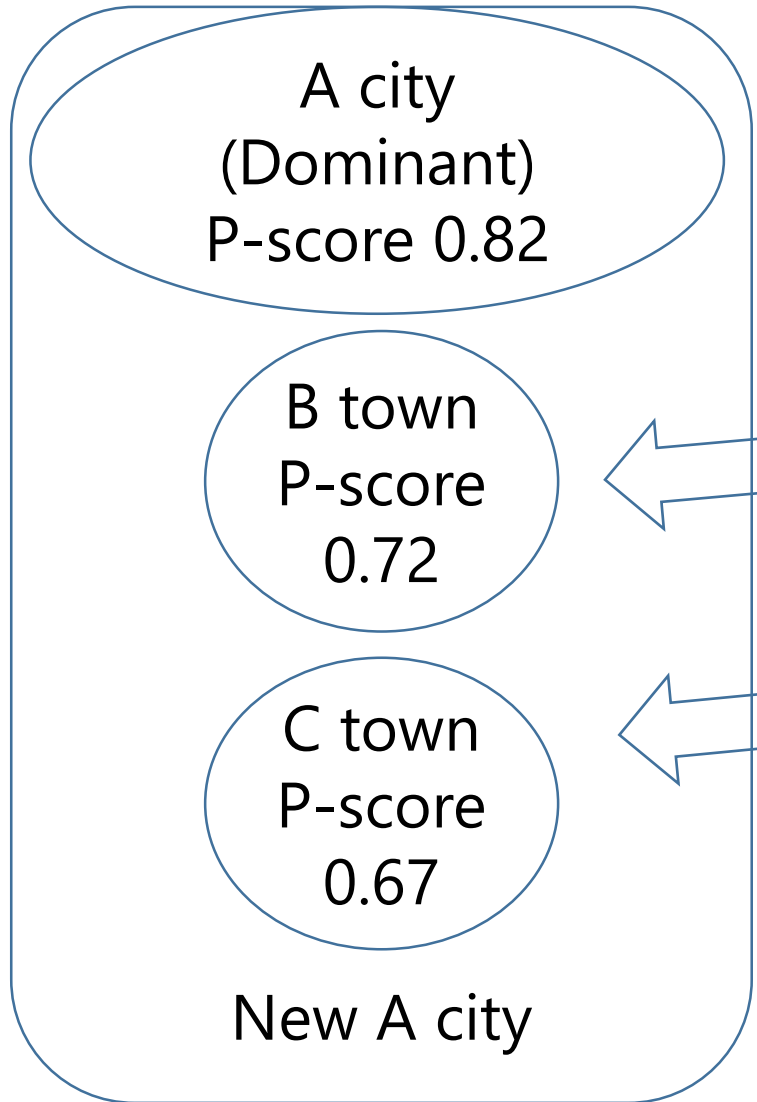 A city
(Dominant)
P-score 0.82
B town
P-score
0.72
C town
P-score
0.67
New A city